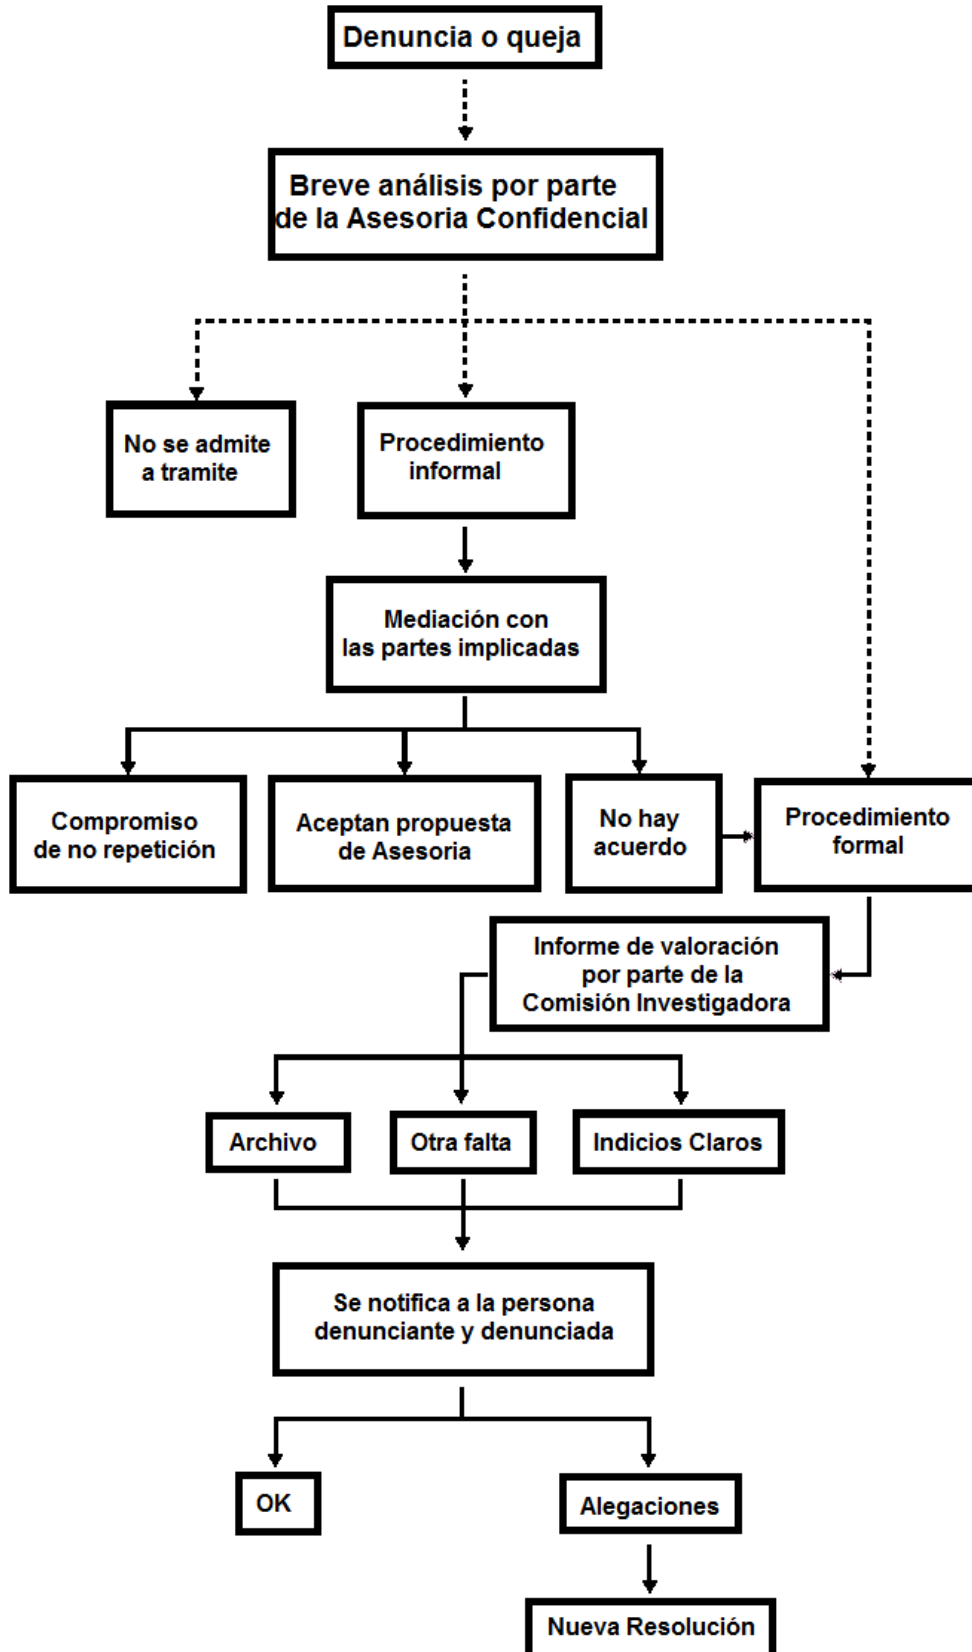 Denuncia o queja
Breve análisis por parte
de la Asesoria Confidencial
No se admite
a tramite
Procedimiento
informal
Mediación con
las partes implicadas
Compromiso
de no repetición
Aceptan propuesta
de Asesoria
No hay
acuerdo
Procedimiento
formal
Informe de valoración
por parte de la
Comisión Investigadora
Archivo
Otra falta
Indicios Claros
Se notifica a la persona
denunciante y denunciada
OK
Alegaciones
Nueva Resolución